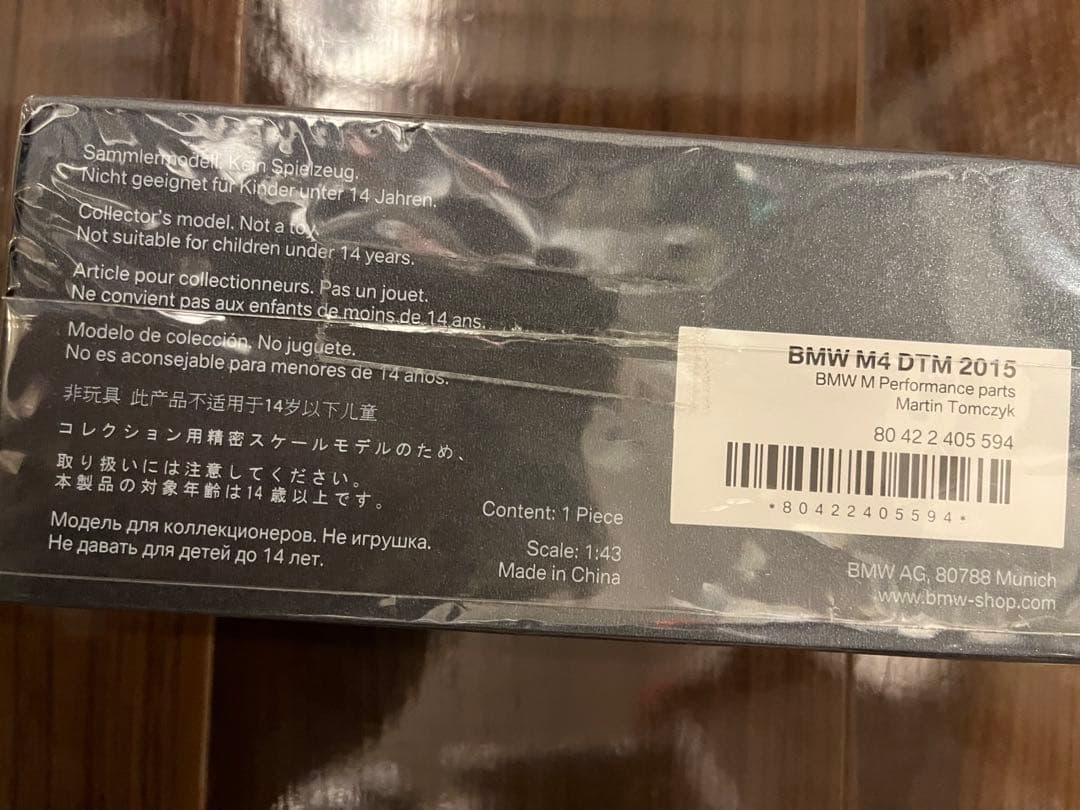 Sammlermodell. Kein Spielzeug.
Nicht geeignet für Kinder unter 14 Jahren.
Collector's model. Not a toy.
Not suitable for children under 14 years.
Article pour collectionneurs. Pas un jouet.
Ne convient pas aux enfants de moins de 14 ans.
Modelo de colección. No juguete.
No es aconsejable para menores de 14 años.
非玩具 此产品不适用于14岁以下儿童
コレクション用精密スケールモデルのため、
取り扱いには注意してください。
本製品の対象年齢は14歳以上です。
Модель для коллекционеров. Не игрушка.
Не давать для детей до 14 лет.
Content: 1 Piece
Scale: 1:43
Made in China
BMW M4 DTM 2015
BMW M Performance parts
Martin Tomczyk
80 42 2 405 594
*80422405594*
BMW AG, 80788 Munich
www.bmw-shop.com